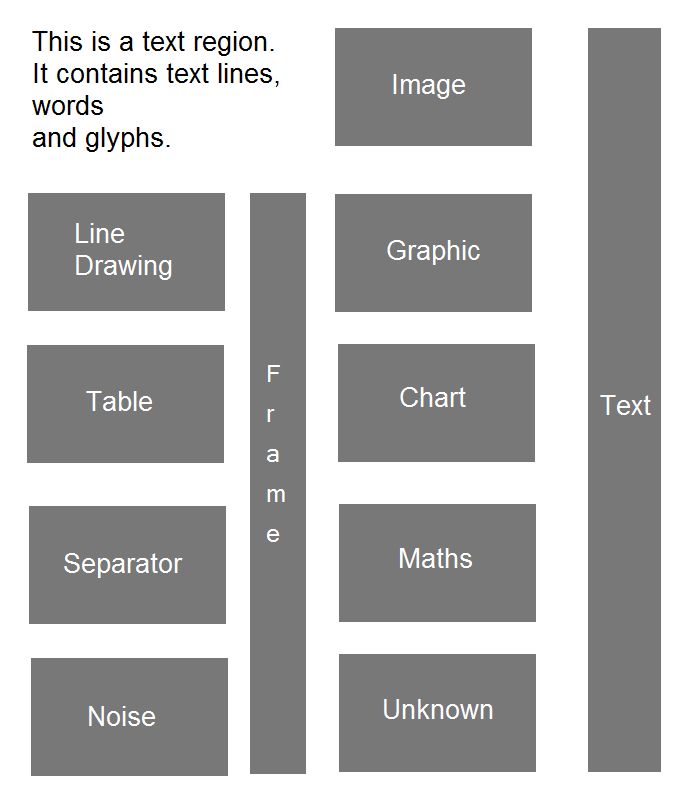 This is a text region.
It contains text lines,
words
and glyphs.
Line
Drawing
Table
Separator
Noise
F
r
a
m
e
Image
Graphic
Chart
Maths
Unknown
Text